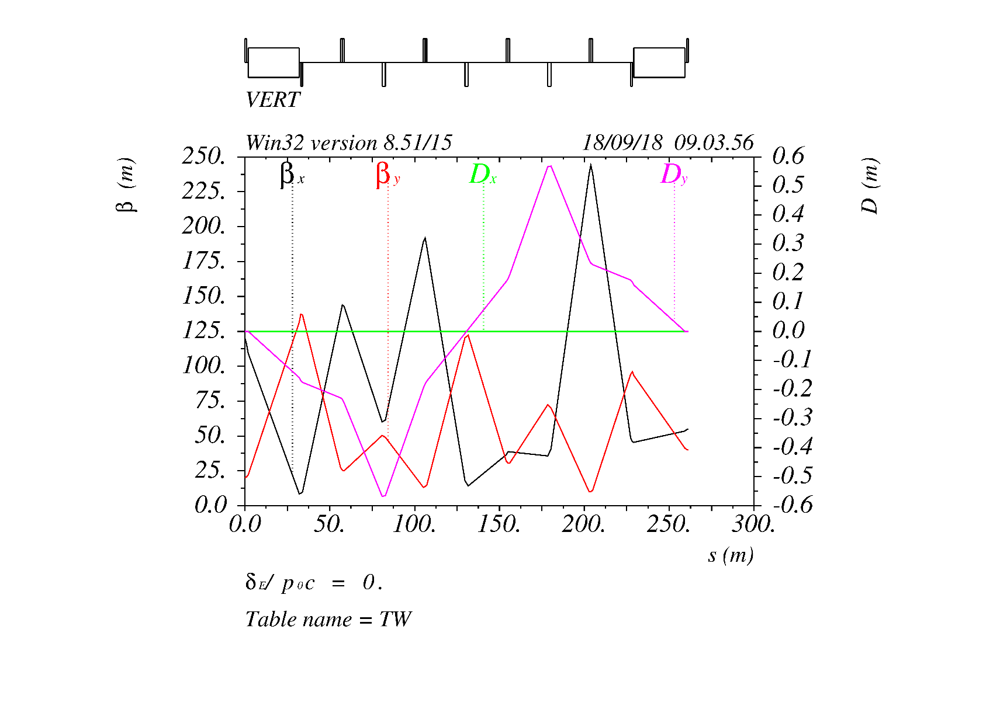 VERT
Win32 version 8.51/15 18/09/18 09.03.56
β (m)
250.
225.
200.
175.
150.
125.
100.
75.
50.
25.
0.0
βx βy Dx Dy
0.6
0.5
0.4
0.3
0.2
0.1
0.0
-0.1
-0.2
-0.3
-0.4
-0.5
-0.6
D (m)
0.0 50. 100. 150. 200. 250. 300.
s (m)
δE/ p0c = 0.
Table name = TW